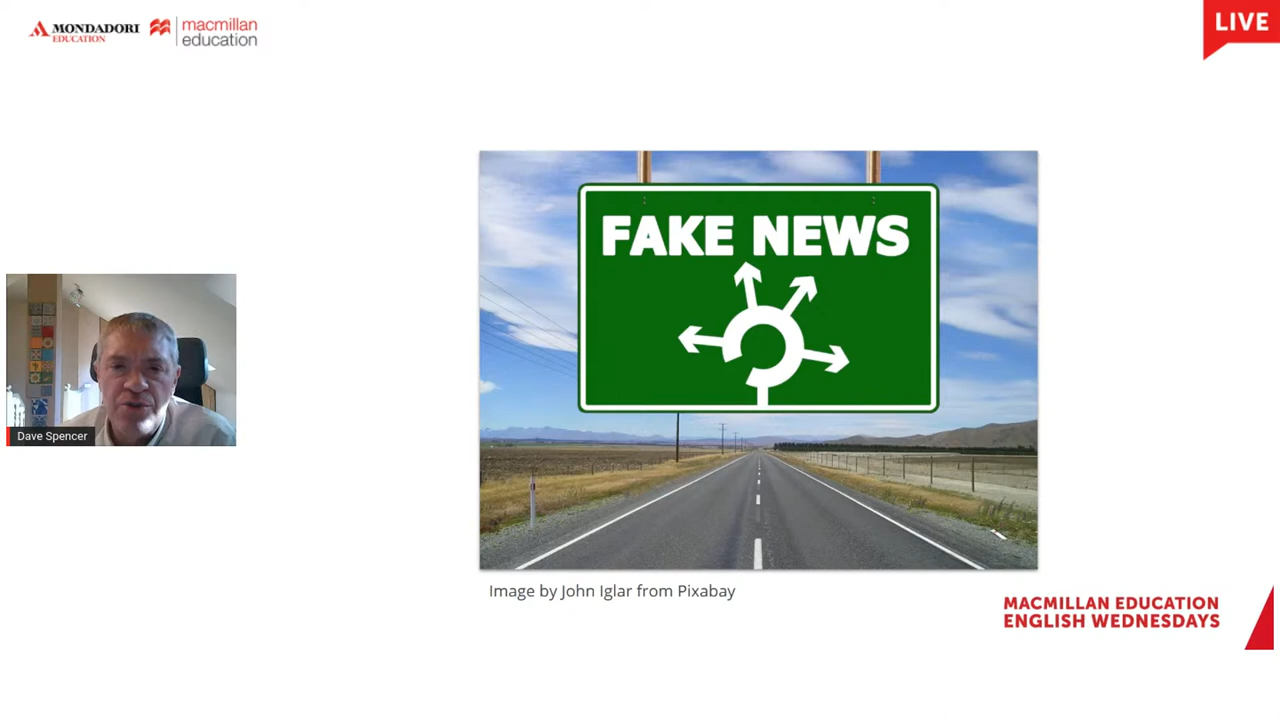 MONDADORI
EDUCATION
macmillan
education
LIVE
FAKE NEWS
Dave Spencer
Image by John Iglar from Pixabay
MACMILLAN EDUCATION
ENGLISH WEDNESDAYS